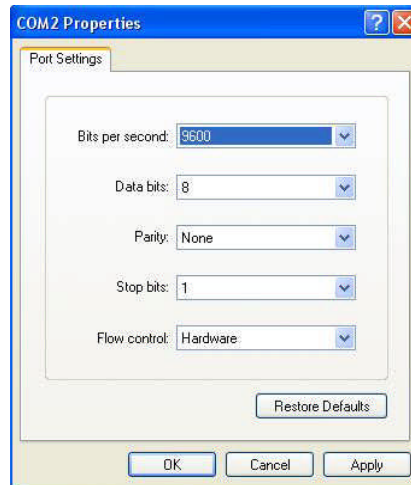 COM2 Properties
Port Settings
Bits per second: 9600
Data bits: 8
Parity: None
Stop bits: 1
Flow control: Hardware
Restore Defaults
OK Cancel Apply